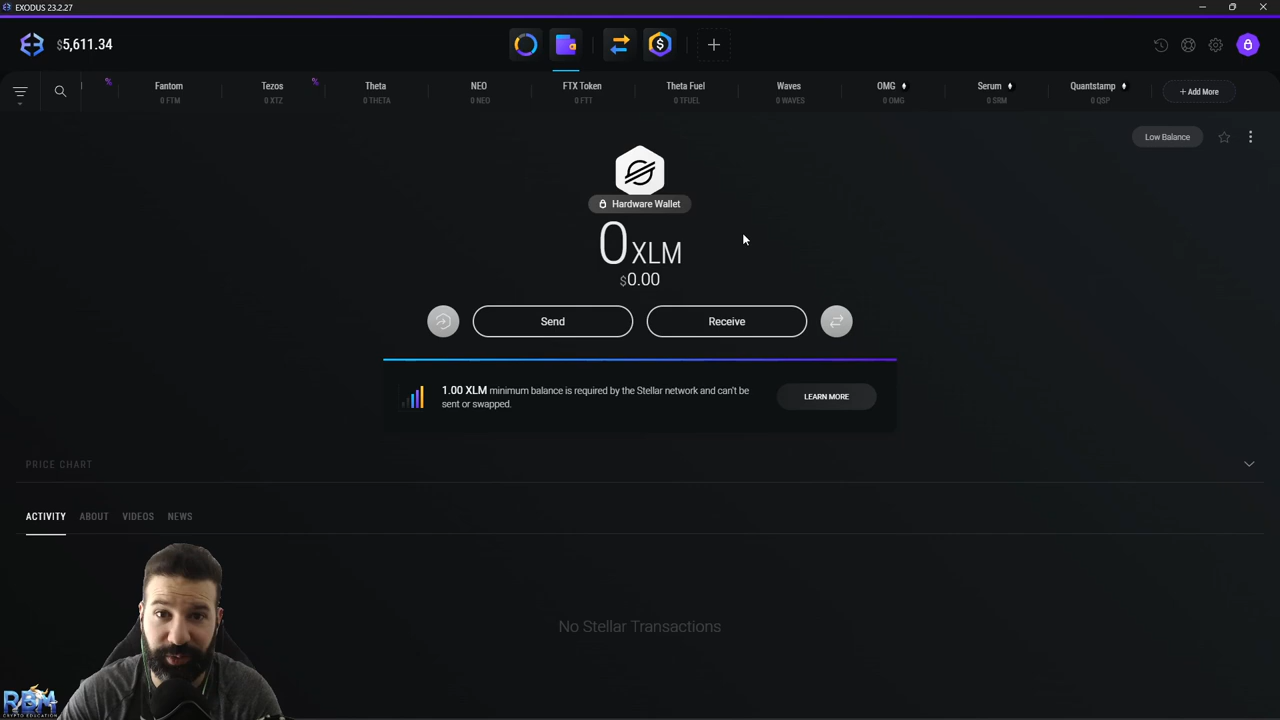 EXODUS 23.2.27
$5,611.34
Fantom
0 FTM
Tezos
0 XTZ
Theta
0 THETA
NEO
0 NEO
FTX Token
0 FTT
Theta Fuel
0 TFUEL
Waves
0 WAVES
OMG
0 OMG
Serum
0 SRM
Quantstamp
0 QSP
+ Add More
% %
Low Balance
Hardware Wallet
0 XLM
$0.00
Send
Receive
1.00 XLM minimum balance is required by the Stellar network and can't be
sent or swapped.
LEARN MORE
PRICE CHART
ACTIVITY ABOUT VIDEOS NEWS
No Stellar Transactions
RBM
CRYPTO EDUCATION